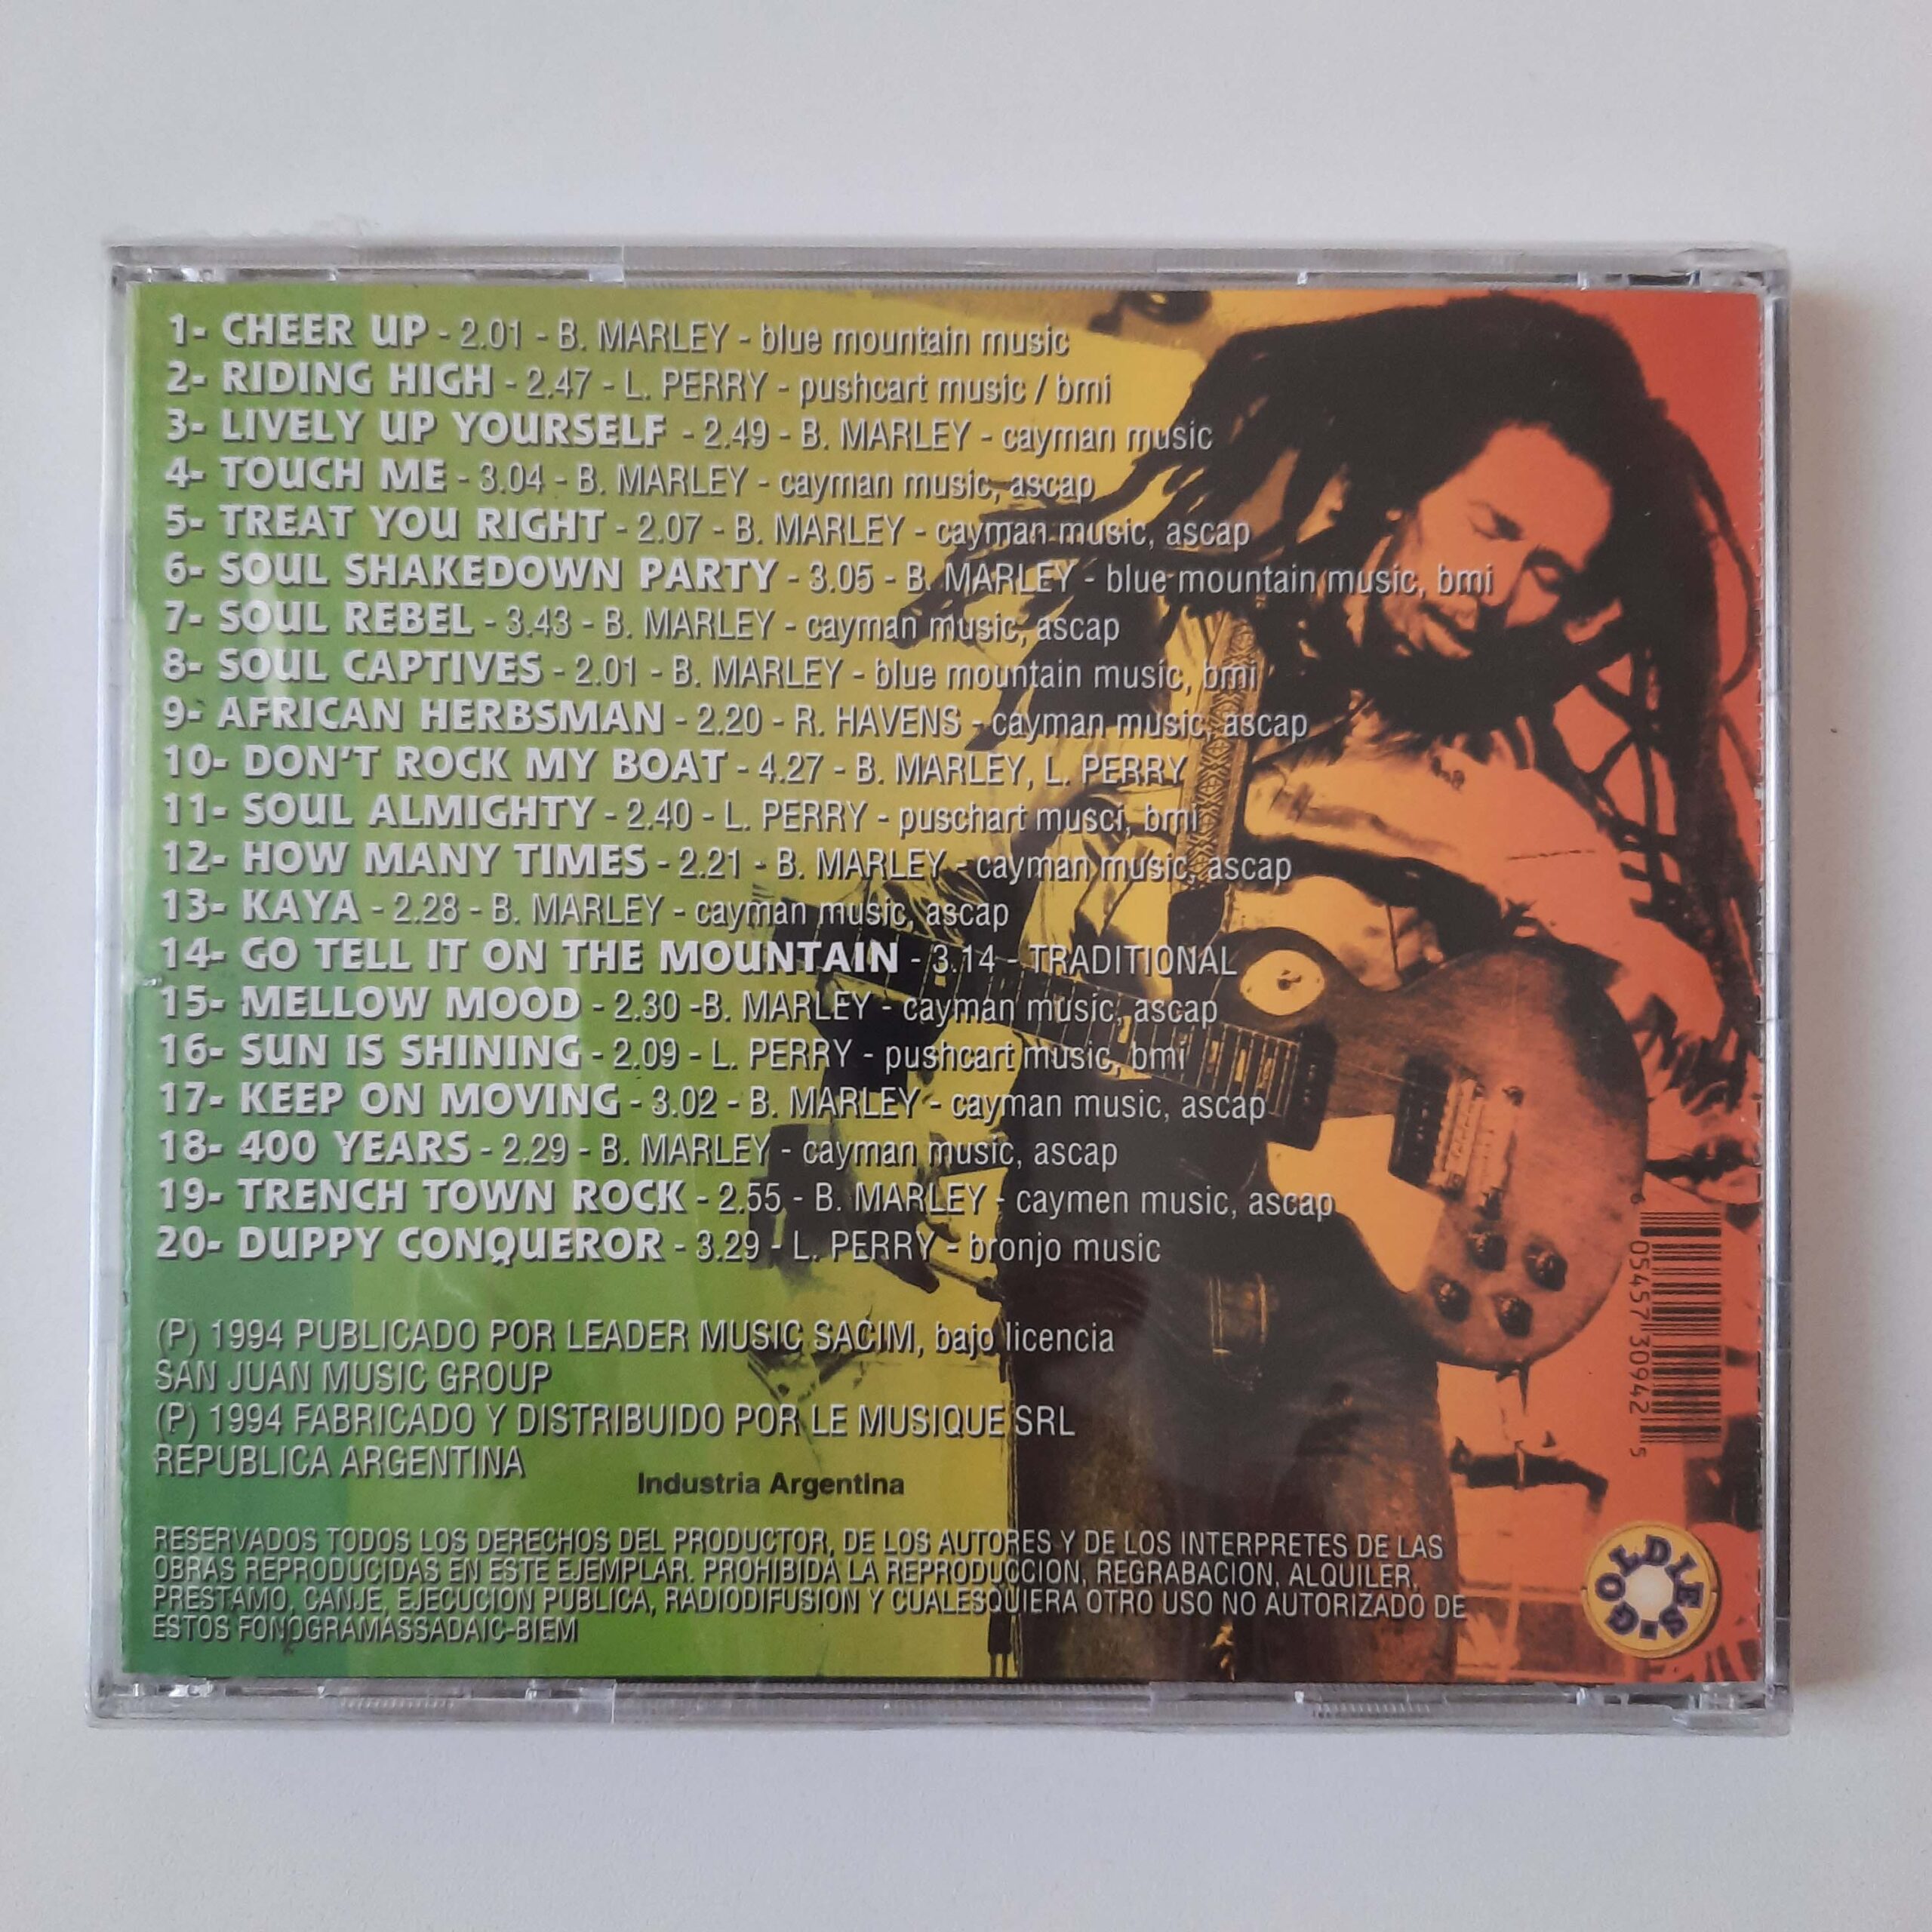 1- CHEER UP - 2.01 - B. MARLEY - blue mountain music
2- RIDING HIGH - 2.47 - L. PERRY - pushcart music / bmi
3- LIVELY UP YOURSELF - 2.49 - B. MARLEY - cayman music
4- TOUCH ME - 3.04 - B. MARLEY - cayman music, ascap
5- TREAT YOU RIGHT - 2.07 - B. MARLEY - cayman music, ascap
6- SOUL SHAKEDOWN PARTY - 3.05 - B. MARLEY - blue mountain music, bmi
7- SOUL REBEL - 3.43 - B. MARLEY - cayman music, ascap
8- SOUL CAPTIVES - 2.01 - B. MARLEY - blue mountain music, bmi
9- AFRICAN HERBSMAN - 2.20 - R. HAVENS - cayman music, ascap
10- DON'T ROCK MY BOAT - 4.27 - B. MARLEY, L. PERRY
11- SOUL ALMIGHTY - 2.40 - L. PERRY - puschart musci, bmi
12- HOW MANY TIMES - 2.21 - B. MARLEY - cayman music, ascap
13- KAYA - 2.28 - B. MARLEY - cayman music, ascap
14- GO TELL IT ON THE MOUNTAIN - 3.14 - TRADITIONAL
15- MELLOW MOOD - 2.30 -B. MARLEY - cayman music, ascap
16- SUN IS SHINING - 2.09 - L. PERRY - pushcart music, bmi
17- KEEP ON MOVING - 3.02 - B. MARLEY - cayman music, ascap
18- 400 YEARS - 2.29 - B. MARLEY - cayman music, ascap
19- TRENCH TOWN ROCK - 2.55 - B. MARLEY - caymen music, ascap
20- DUPPY CONQUEROR - 3.29 - L. PERRY - bronjo music
(P) 1994 PUBLICADO POR LEADER MUSIC SACIM, bajo licencia
SAN JUAN MUSIC GROUP
(P) 1994 FABRICADO Y DISTRIBUIDO POR LE MUSIQUE SRL
REPUBLICA ARGENTINA
Industria Argentina
RESERVADOS TODOS LOS DERECHOS DEL PRODUCTOR, DE LOS AUTORES Y DE LOS INTERPRETES DE LAS
OBRAS REPRODUCIDAS EN ESTE EJEMPLAR. PROHIBIDA LA REPRODUCCION, REGRABACION, ALQUILER,
PRESTAMO, CANJE, EJECUCION PUBLICA, RADIODIFUSION Y CUALESQUIERA OTRO USO NO AUTORIZADO DE
ESTOS FONOGRAMASSADAIC-BIEM
6 05457 30942 5
GOLDIES